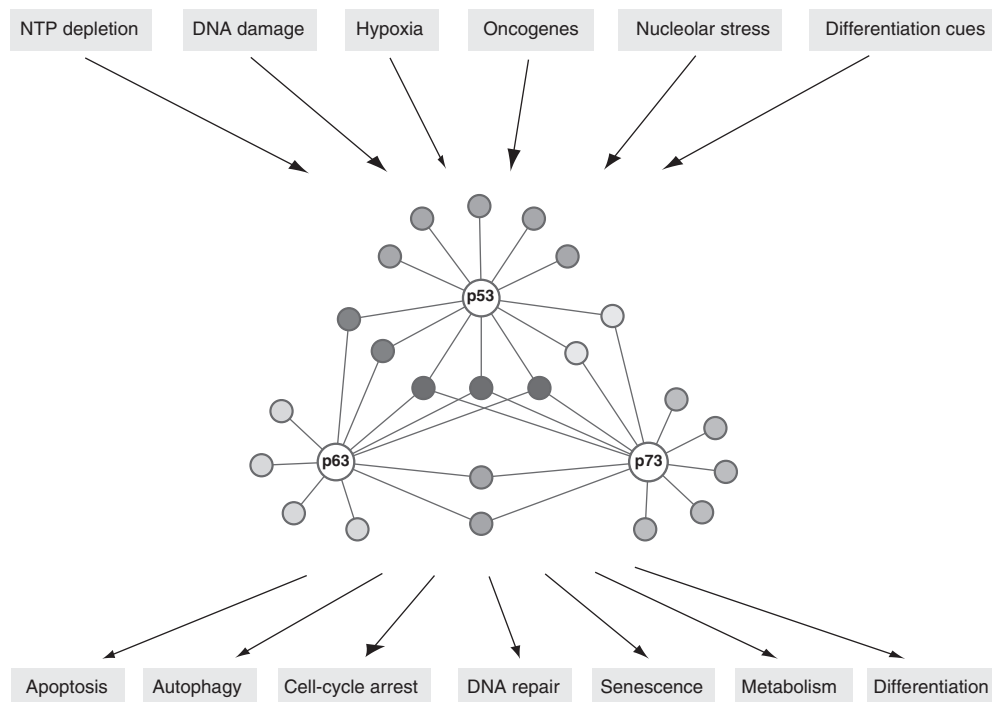 NTP depletion
DNA damage
Hypoxia
Oncogenes
Nucleolar stress
Differentiation cues
p53
p63
p73
Apoptosis
Autophagy
Cell-cycle arrest
DNA repair
Senescence
Metabolism
Differentiation